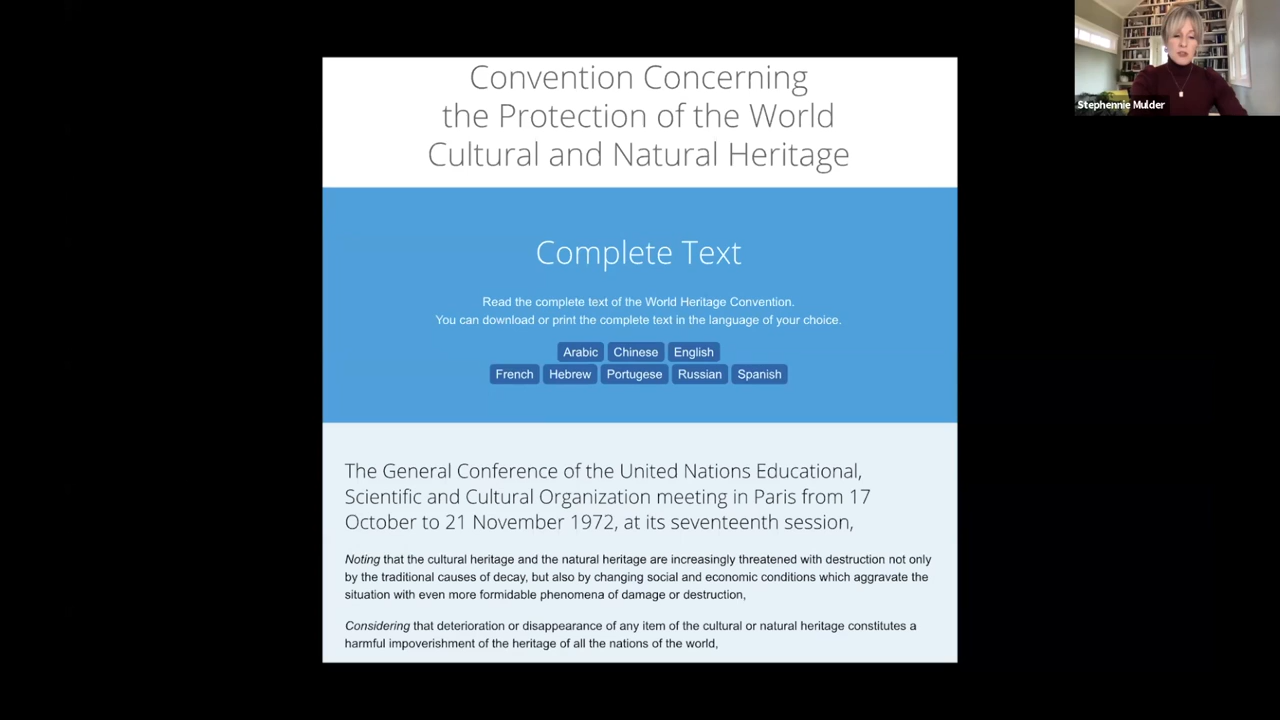 Convention Concerning
the Protection of the World
Cultural and Natural Heritage
Complete Text
Read the complete text of the World Heritage Convention.
You can download or print the complete text in the language of your choice.
Arabic Chinese English
French Hebrew Portugese Russian Spanish
The General Conference of the United Nations Educational,
Scientific and Cultural Organization meeting in Paris from 17
October to 21 November 1972, at its seventeenth session,
Noting that the cultural heritage and the natural heritage are increasingly threatened with destruction not only
by the traditional causes of decay, but also by changing social and economic conditions which aggravate the
situation with even more formidable phenomena of damage or destruction,
Considering that deterioration or disappearance of any item of the cultural or natural heritage constitutes a
harmful impoverishment of the heritage of all the nations of the world,
Stephennie Mulder